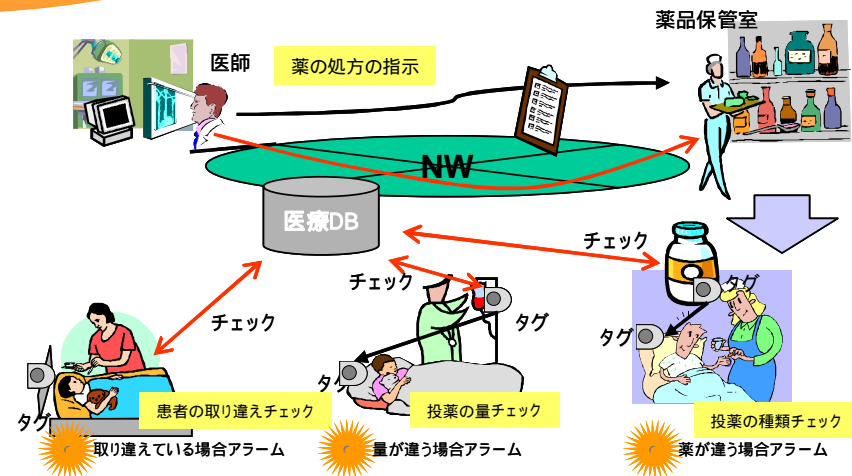 薬品保管室
医師
薬の処方の指示
NW
医療DB
チェック
タグ
チェック
タグ
タグ
チェック
タグ
タグ
患者の取り違えチェック
投薬の量チェック
投薬の種類チェック
取り違えている場合アラーム
量が違う場合アラーム
薬が違う場合アラーム